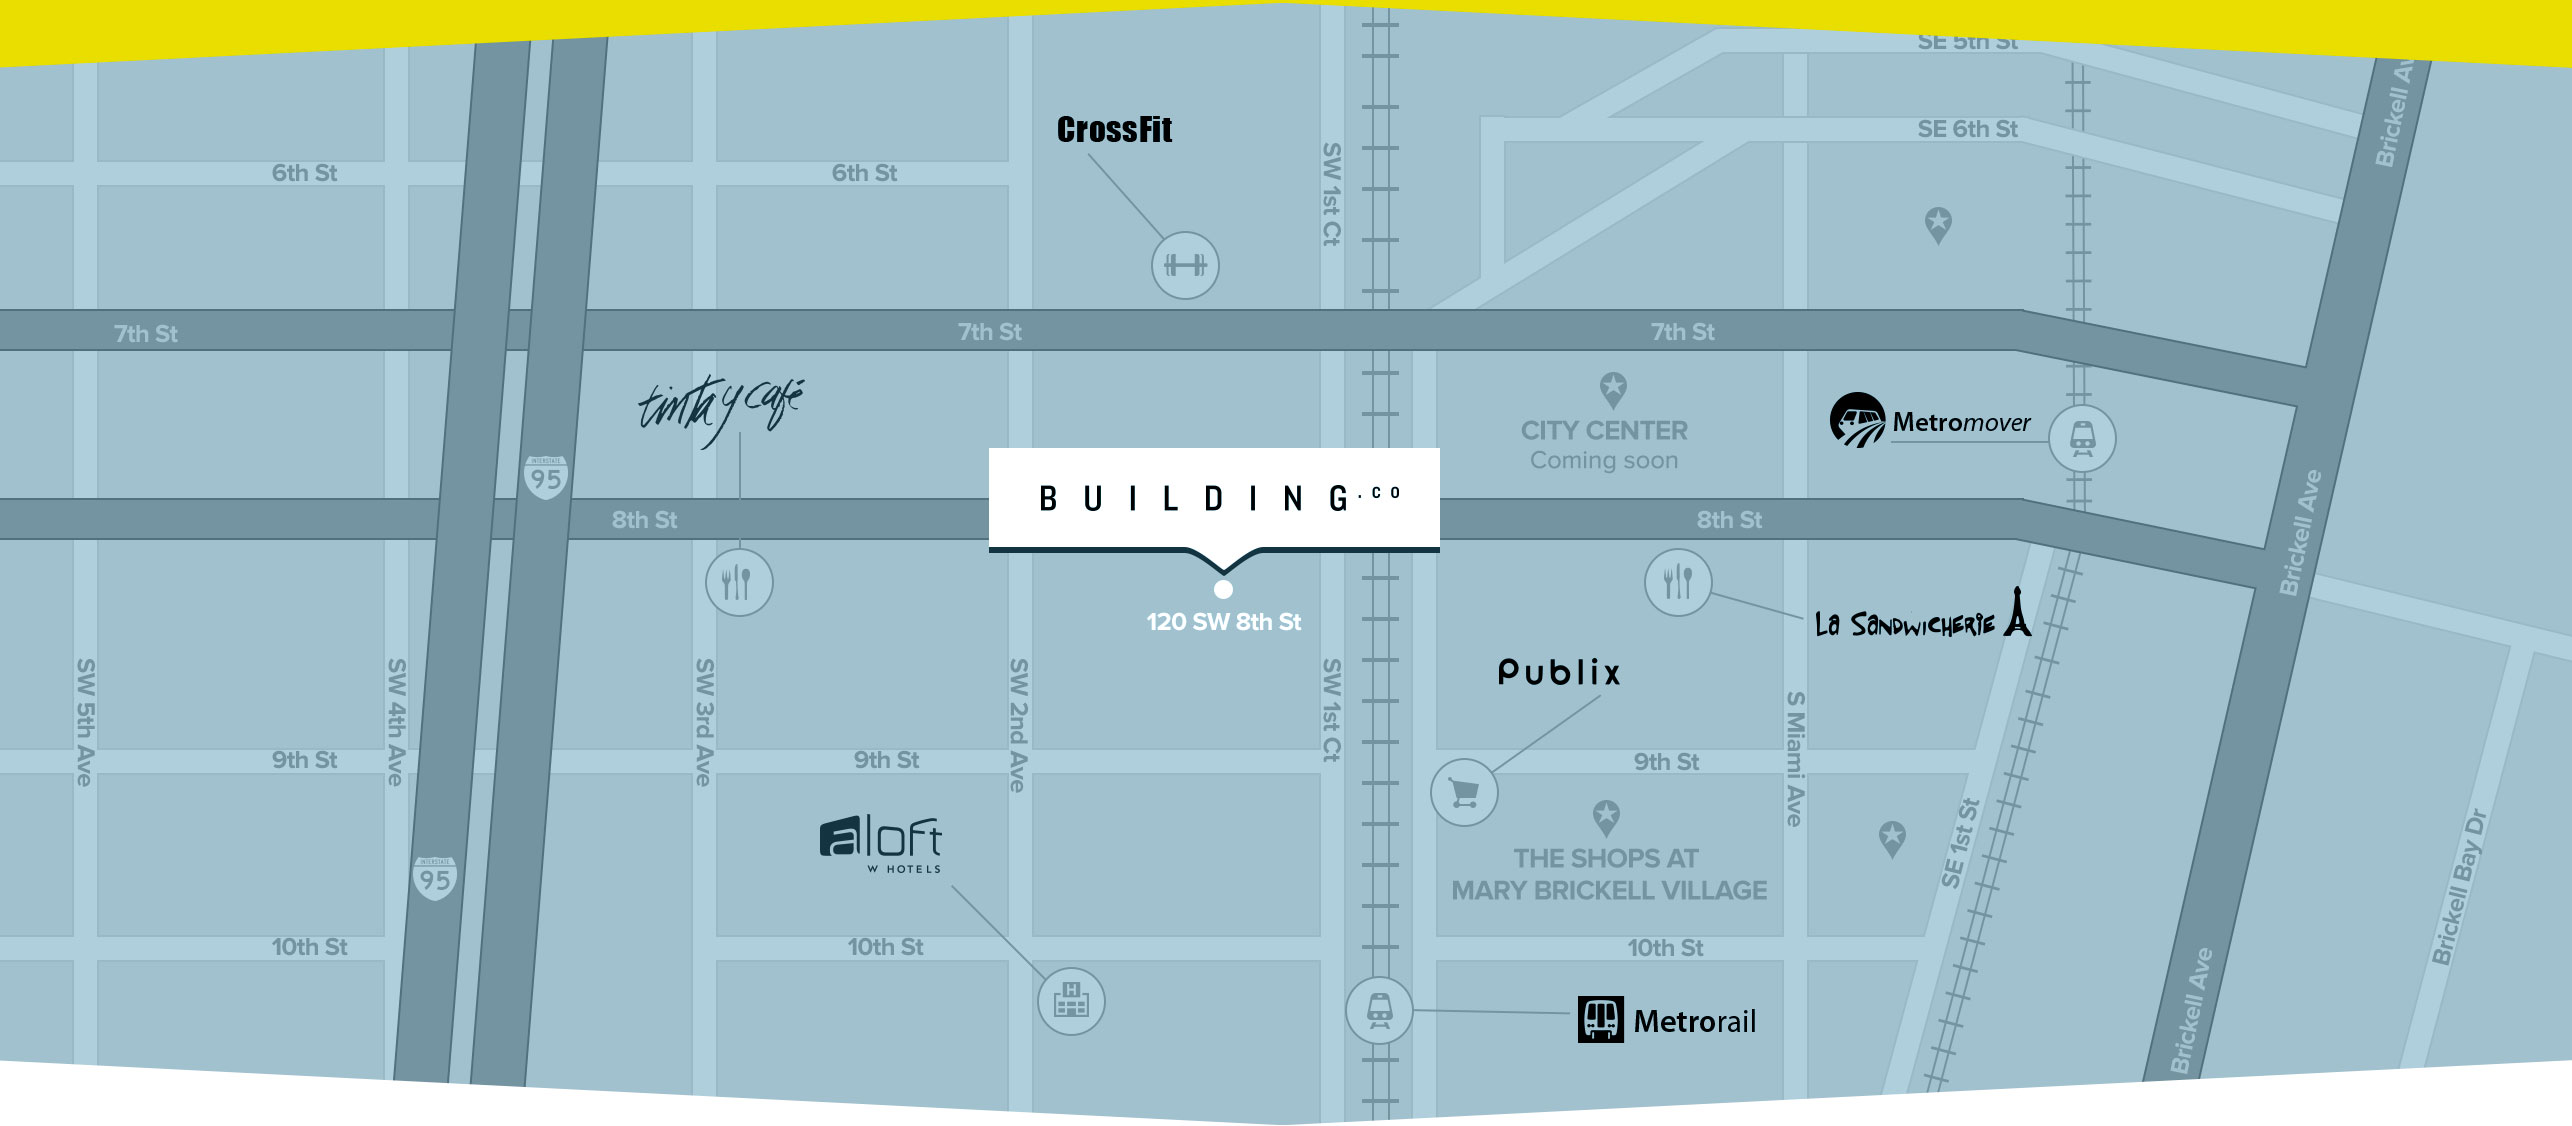 SE 5th St
Brickell Av
CrossFit
SE 6th St
SW 1st Ct
6th St
6th St
7th St
7th St
7th St
tinta y café
CITY CENTER
Coming soon
Metromover
INTERSTATE
95
BUILDING.CO
8th St
8th St
Brickell Ave
120 SW 8th St
La SANDWiCHERiE
Publix
SW 5th Ave
SW 4th Ave
SW 3rd Ave
SW 2nd Ave
SW 1st Ct
S Miami Ave
9th St
9th St
9th St
aloft
W HOTELS
INTERSTATE
95
THE SHOPS AT
MARY BRICKELL VILLAGE
SE 1st St
Brickell Bay Dr
10th St
10th St
10th St
H
Metrorail
Brickell Ave